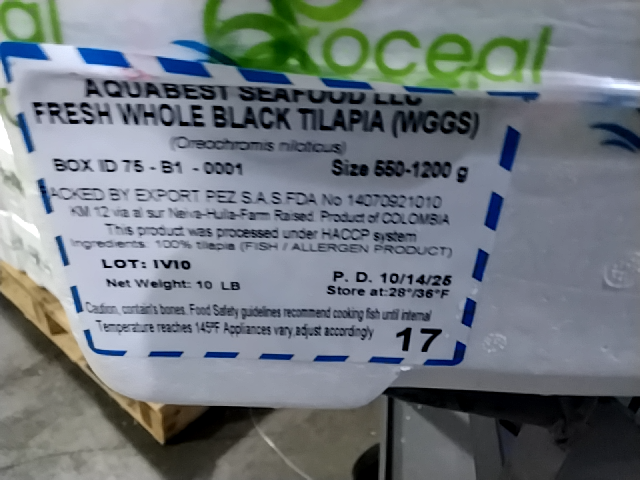 oceal
AQUABEST SEAFOOD LLC
FRESH WHOLE BLACK TILAPIA (WGGS)
(Oreochromis niloticus)
BOX ID 75 - B1 - 0001 Size 550-1200 g
ACKED BY EXPORT PEZ S.A.S.FDA No 14070921010
KM 12 via al sur Neiva-Huila-Farm Raised. Product of COLOMBIA
This product was processed under HACCP system
Ingredients: 100% tilapia (FISH / ALLERGEN PRODUCT)
LOT: IVI0 P. D. 10/14/25
Net Weight: 10 LB Store at:28°/36°F
Caution, contain's bones. Food Safety guidelines recommend cooking fish until internal
Temperature reaches 145ºF Appliances vary,adjust accordingly 17